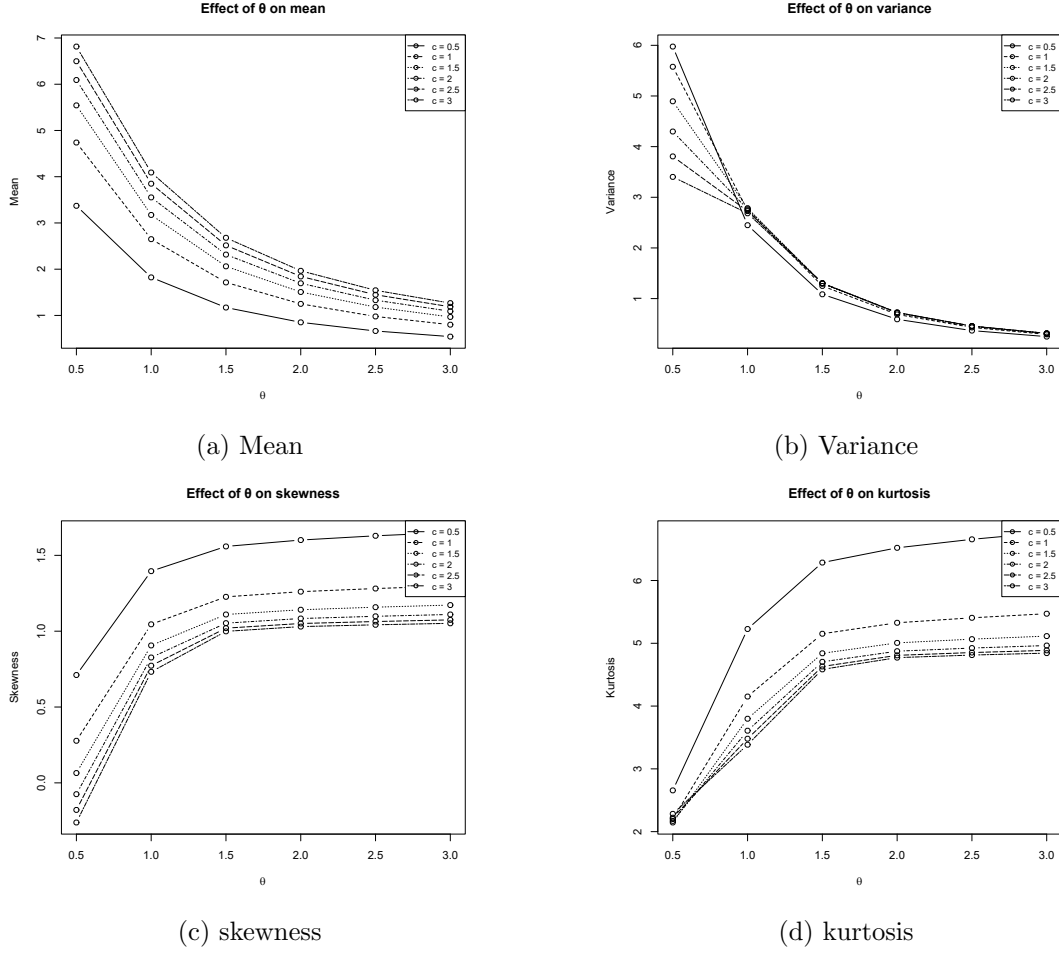 Effect of θ on mean
Mean
7
6
5
4
3
2
1
0.5 1.0 1.5 2.0 2.5 3.0
θ
c = 0.5
c = 1
c = 1.5
c = 2
c = 2.5
c = 3
(a) Mean
Effect of θ on variance
Variance
6
5
4
3
2
1
0.5 1.0 1.5 2.0 2.5 3.0
θ
c = 0.5
c = 1
c = 1.5
c = 2
c = 2.5
c = 3
(b) Variance
Effect of θ on skewness
Skewness
1.5
1.0
0.5
0.0
0.5 1.0 1.5 2.0 2.5 3.0
θ
c = 0.5
c = 1
c = 1.5
c = 2
c = 2.5
c = 3
(c) skewness
Effect of θ on kurtosis
Kurtosis
6
5
4
3
2
0.5 1.0 1.5 2.0 2.5 3.0
θ
c = 0.5
c = 1
c = 1.5
c = 2
c = 2.5
c = 3
(d) kurtosis